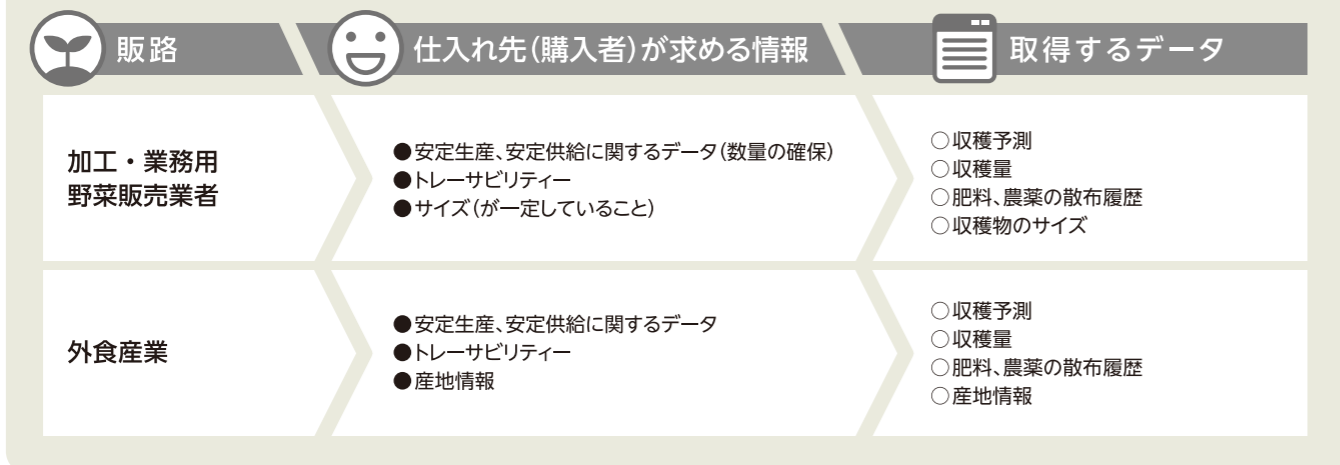 販路
仕入れ先(購入者)が求める情報
取得するデータ
加工・業務用
野菜販売業者
●安定生産、安定供給に関するデータ(数量の確保)
●トレーサビリティー
●サイズ(が一定していること)
○収穫予測
○収穫量
○肥料、農薬の散布履歴
○収穫物のサイズ
外食産業
●安定生産、安定供給に関するデータ
●トレーサビリティー
●産地情報
○収穫予測
○収穫量
○肥料、農薬の散布履歴
○産地情報